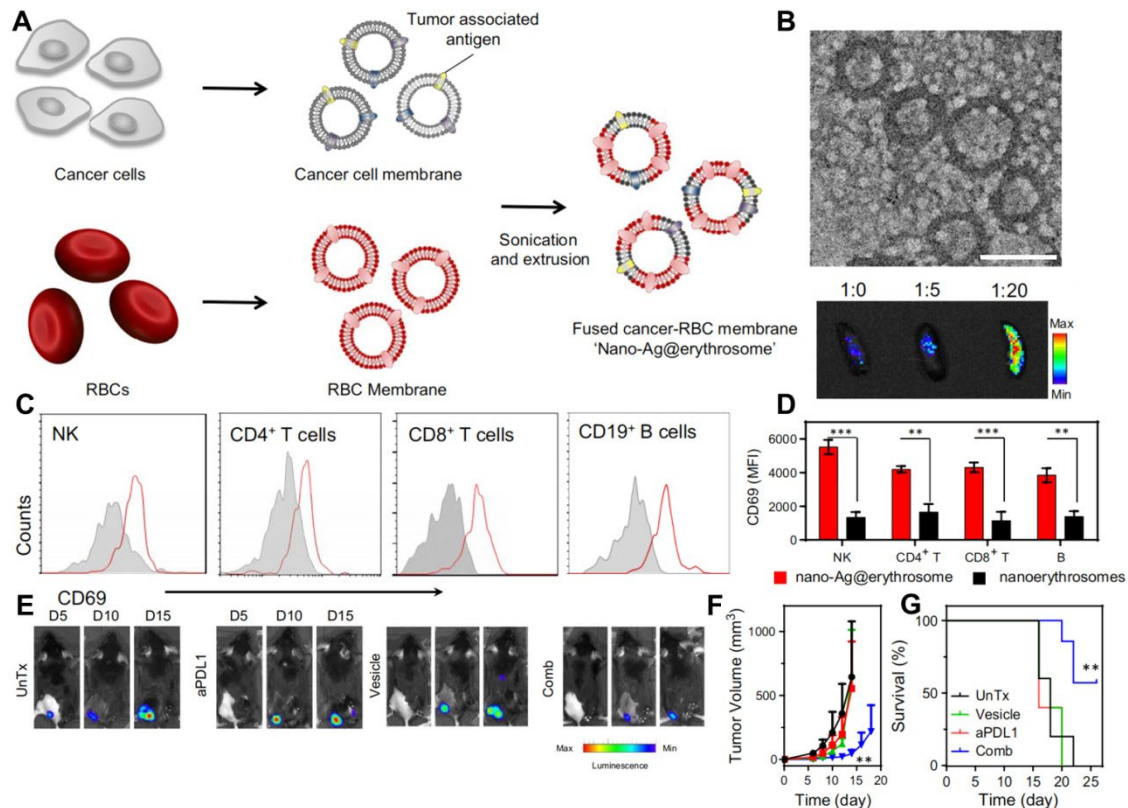 A
Tumor associated
antigen
Cancer cells
Cancer cell membrane
Sonication
and extrusion
RBCs
RBC Membrane
Fused cancer-RBC membrane
'Nano-Ag@erythrosome'
B
1:0 1:5 1:20
Max
Min
C
NK
CD4+ T cells
CD8+ T cells
CD19+ B cells
Counts
CD69
D
CD69 (MFI)
6000
4000
2000
0
*** ** *** **
NK CD4+ T CD8+ T B
nano-Ag@erythrosome nanoerythrosomes
E
D5 D10 D15 D5 D10 D15
UnTx
aPDL1
Vesicle
Comb
Max Min
Luminescence
F
Tumor Volume (mm3)
1000
500
0
**
0 5 10 15 20
Time (day)
G
Survival (%)
100
50
0
**
UnTx
Vesicle
aPDL1
Comb
0 5 10 15 20 25
Time (day)